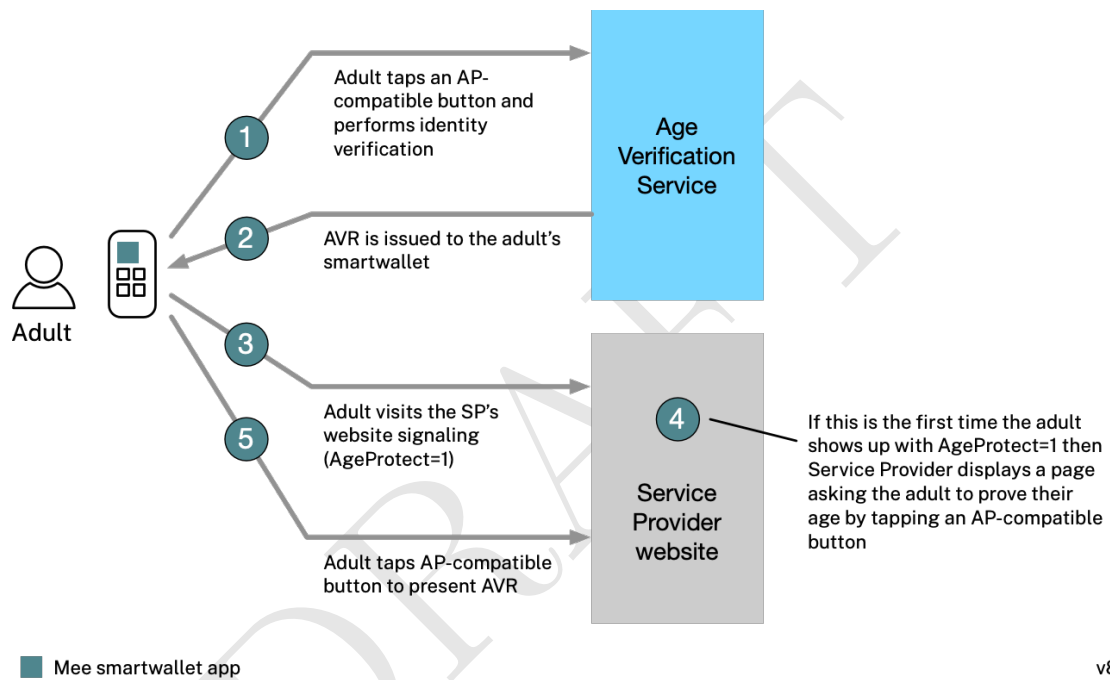 1
Adult taps an AP-
compatible button and
performs identity
verification
Age
Verification
Service
2
AVR is issued to the adult's
smartwallet
Adult
3
Adult visits the SP's
website signaling
(AgeProtect=1)
4
If this is the first time the adult
shows up with AgeProtect=1 then
Service Provider displays a page
asking the adult to prove their
age by tapping an AP-compatible
button
5
Service
Provider
website
Adult taps AP-compatible
button to present AVR
DRAFT
Mee smartwallet app
v8